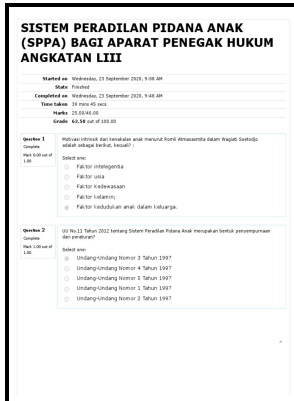 SISTEM PERADILAN PIDANA ANAK
(SPPA) BAGI APARAT PENEGAK HUKUM
ANGKATAN LIII
Started on Wednesday, 23 September 2020, 9:08 AM
State Finished
Completed on Wednesday, 23 September 2020, 9:48 AM
Time taken 39 mins 45 secs
Marks 25.00/40.00
Grade 62.50 out of 100.00
Question 1
Complete
Mark 0.00 out of
1.00
Motivasi intrinsik dari kenakalan anak menurut Romli Atmasasmita dalam Wagiati Soetodjo
adalah sebagai berikut, kecuali? :
Select one:
Faktor intelegentia
Faktor usia
Faktor Kedewasaan
Faktor kelamin;
Faktor kedudukan anak dalam keluarga.
Question 2
Complete
Mark 1.00 out of
1.00
UU No.11 Tahun 2012 tentang Sistem Peradilan Pidana Anak merupakan bentuk penyempurnaan
dari peraturan?
Select one:
Undang-Undang Nomor 3 Tahun 1997
Undang-Undang Nomor 4 Tahun 1997
Undang-Undang Nomor 5 Tahun 1997
Undang-Undang Nomor 1 Tahun 1997
Undang-Undang Nomor 2 Tahun 1997